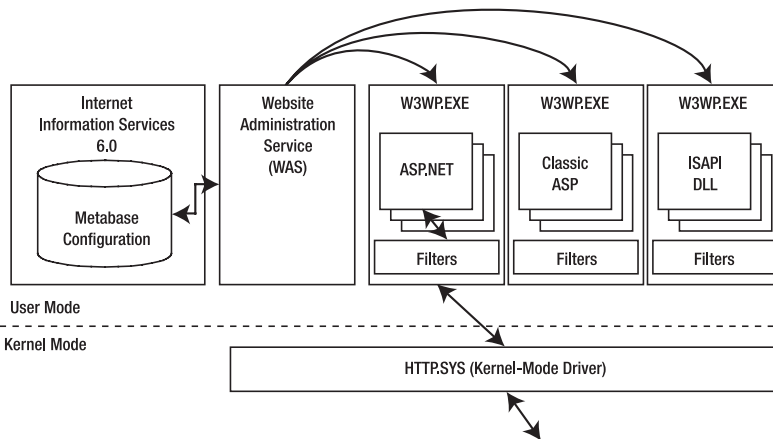 Internet
Information Services
6.0
Metabase
Configuration
Website
Administration
Service
(WAS)
W3WP.EXE
ASP.NET
Filters
W3WP.EXE
Classic
ASP
Filters
W3WP.EXE
ISAPI
DLL
Filters
User Mode
Kernel Mode
HTTP.SYS (Kernel-Mode Driver)